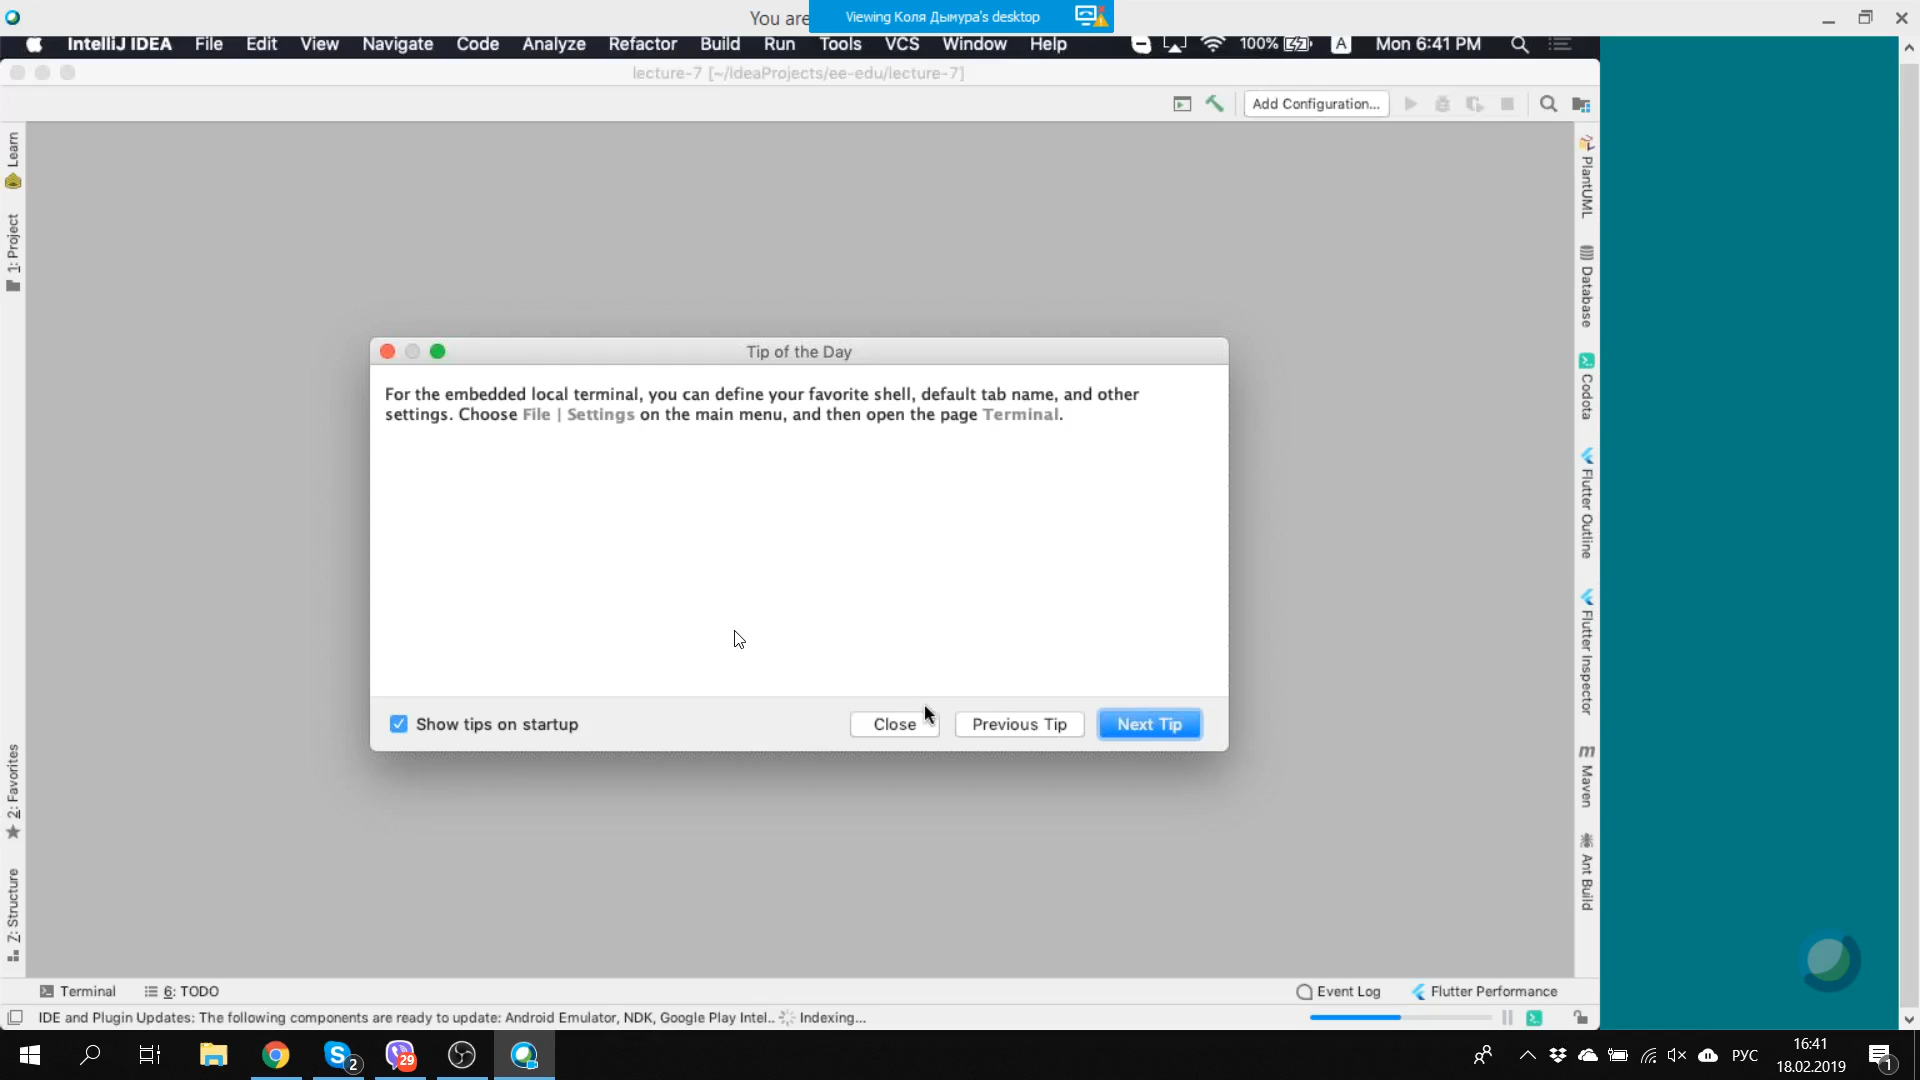 You are
Viewing Коля Дымура's desktop
IntelliJ IDEA File Edit View Navigate Code Analyze Refactor Build Run Tools VCS Window Help 100% A Mon 6:41 PM
lecture-7 [~/IdeaProjects/ee-edu/lecture-7]
Add Configuration...
Learn
1: Project
2: Favorites
Z: Structure
PlantUML
Database
Codota
Flutter Outline
Flutter Inspector
m Maven
Ant Build
Tip of the Day
For the embedded local terminal, you can define your favorite shell, default tab name, and other
settings. Choose File | Settings on the main menu, and then open the page Terminal.
Show tips on startup
Close Previous Tip Next Tip
Terminal 6: TODO Event Log Flutter Performance
IDE and Plugin Updates: The following components are ready to update: Android Emulator, NDK, Google Play Intel.. Indexing...
2 29 РУС 16:41
18.02.2019 1